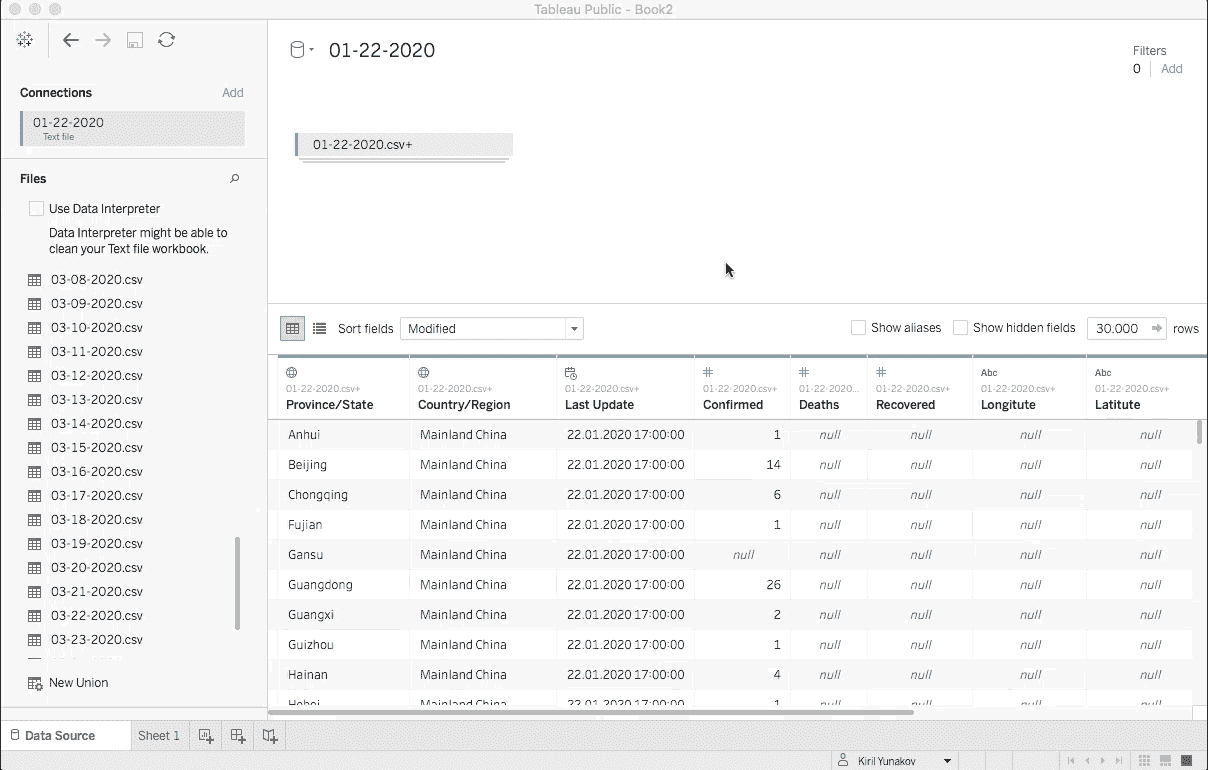 Tableau Public - Book2
01-22-2020
Filters
0 Add
Connections Add
01-22-2020
Text file
01-22-2020.csv+
Files
Use Data Interpreter
Data Interpreter might be able to
clean your Text file workbook.
03-08-2020.csv
03-09-2020.csv
03-10-2020.csv
03-11-2020.csv
03-12-2020.csv
03-13-2020.csv
03-14-2020.csv
03-15-2020.csv
03-16-2020.csv
03-17-2020.csv
03-18-2020.csv
03-19-2020.csv
03-20-2020.csv
03-21-2020.csv
03-22-2020.csv
03-23-2020.csv
New Union
Sort fields Modified Show aliases Show hidden fields 30.000 rows
# # # Abc Abc
01-22-2020.csv+ 01-22-2020.csv+ 01-22-2020.csv+ 01-22-2020.csv+ 01-22-2020... 01-22-2020.csv+ 01-22-2020.csv+ 01-22-2020.csv+
Province/State Country/Region Last Update Confirmed Deaths Recovered Longitute Latitute
Anhui Mainland China 22.01.2020 17:00:00 1 null null null null
Beijing Mainland China 22.01.2020 17:00:00 14 null null null null
Chongqing Mainland China 22.01.2020 17:00:00 6 null null null null
Fujian Mainland China 22.01.2020 17:00:00 1 null null null null
Gansu Mainland China 22.01.2020 17:00:00 null null null null null
Guangdong Mainland China 22.01.2020 17:00:00 26 null null null null
Guangxi Mainland China 22.01.2020 17:00:00 2 null null null null
Guizhou Mainland China 22.01.2020 17:00:00 1 null null null null
Hainan Mainland China 22.01.2020 17:00:00 4 null null null null
Hebei Mainland China 22.01.2020 17:00:00 1 null null null null
Data Source Sheet 1
Kiril Yunakov